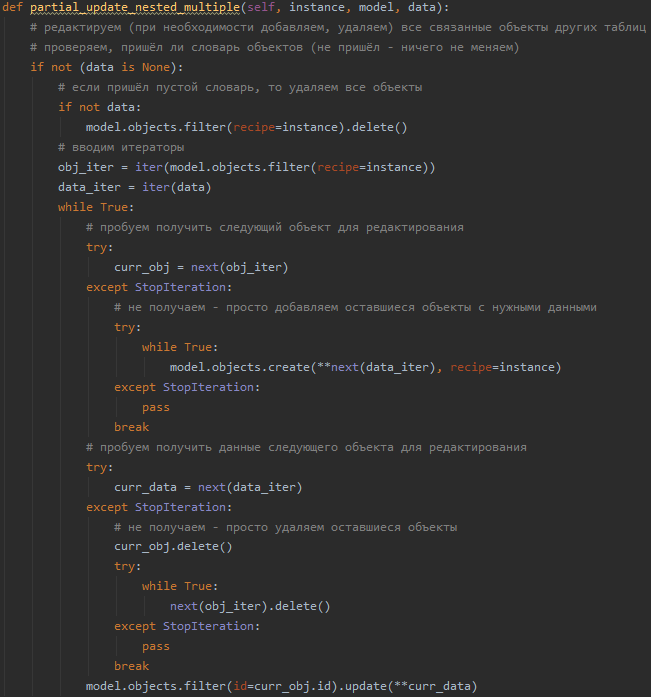 def partial_update_nested_multiple(self, instance, model, data):
# редактируем (при необходимости добавляем, удаляем) все связанные объекты других таблиц
# проверяем, пришёл ли словарь объектов (не пришёл - ничего не меняем)
if not (data is None):
# если пришёл пустой словарь, то удаляем все объекты
if not data:
model.objects.filter(recipe=instance).delete()
# вводим итераторы
obj_iter = iter(model.objects.filter(recipe=instance))
data_iter = iter(data)
while True:
# пробуем получить следующий объект для редактирования
try:
curr_obj = next(obj_iter)
except StopIteration:
# не получаем - просто добавляем оставшиеся объекты с нужными данными
try:
while True:
model.objects.create(**next(data_iter), recipe=instance)
except StopIteration:
pass
break
# пробуем получить данные следующего объекта для редактирования
try:
curr_data = next(data_iter)
except StopIteration:
# не получаем - просто удаляем оставшиеся объекты
curr_obj.delete()
try:
while True:
next(obj_iter).delete()
except StopIteration:
pass
break
model.objects.filter(id=curr_obj.id).update(**curr_data)